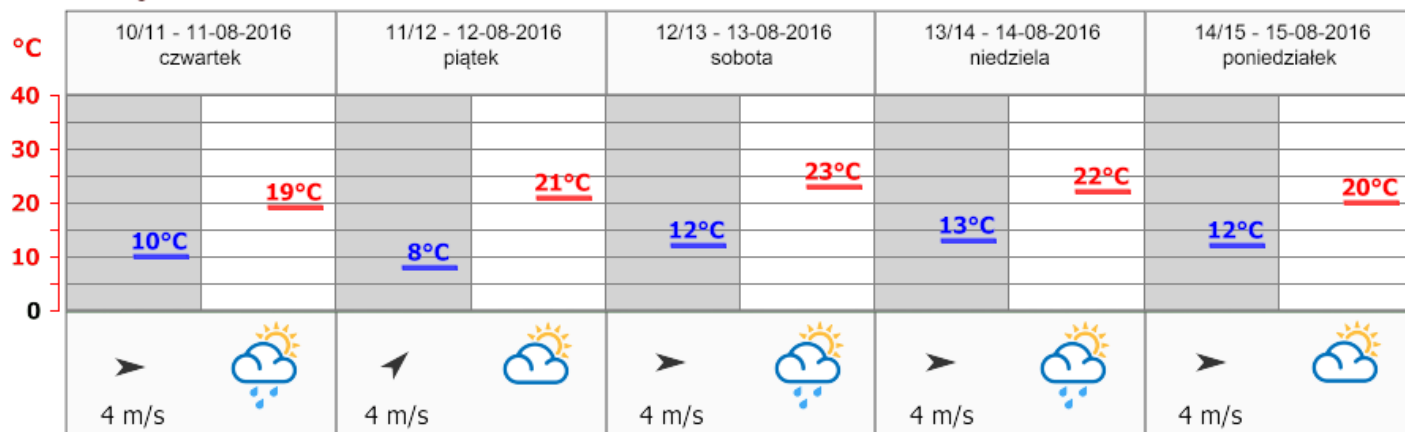 10/11 - 11-08-2016
czwartek
11/12 - 12-08-2016
piątek
12/13 - 13-08-2016
sobota
13/14 - 14-08-2016
niedziela
14/15 - 15-08-2016
poniedziałek
°C
40
30
20
10
0
10°C
19°C
8°C
21°C
12°C
23°C
13°C
22°C
12°C
20°C
4 m/s
4 m/s
4 m/s
4 m/s
4 m/s